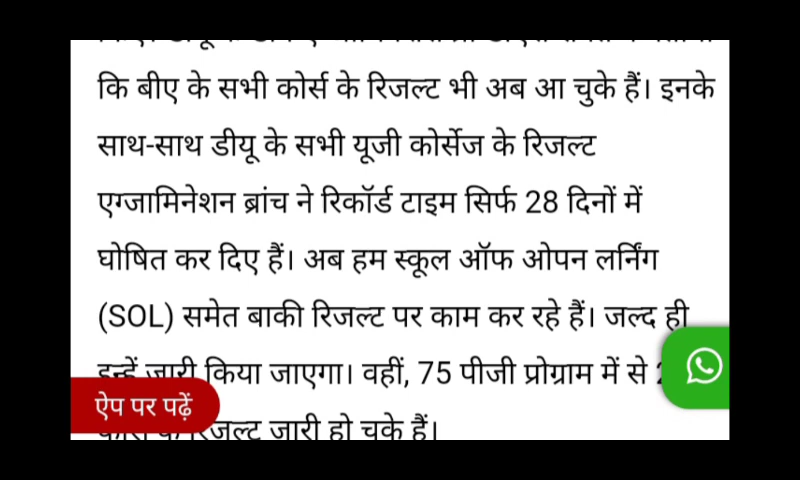 कि बीए के सभी कोर्स के रिजल्ट भी अब आ चुके हैं। इनके
साथ-साथ डीयू के सभी यूजी कोर्सेज के रिजल्ट
एग्जामिनेशन ब्रांच ने रिकॉर्ड टाइम सिर्फ 28 दिनों में
घोषित कर दिए हैं। अब हम स्कूल ऑफ ओपन लर्निंग
(SOL) समेत बाकी रिजल्ट पर काम कर रहे हैं। जल्द ही
इन्हें जारी किया जाएगा। वहीं, 75 पीजी प्रोग्राम में से
ऐप पर पढ़ें
रिजल्ट जारी हो चुके हैं।